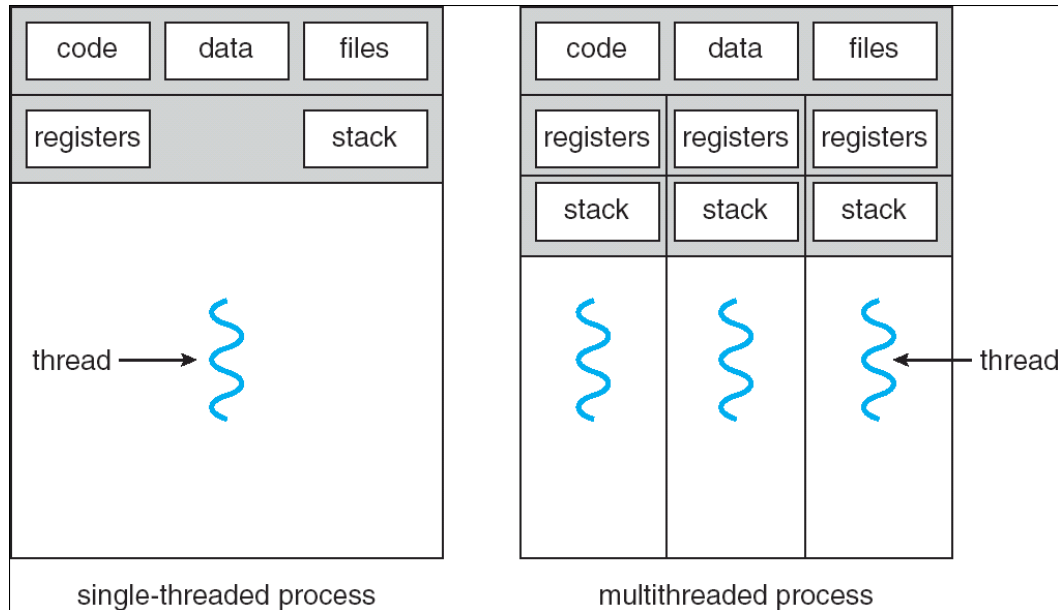 code data files
registers stack
thread
single-threaded process
code data files
registers registers registers
stack stack stack
thread
multithreaded process